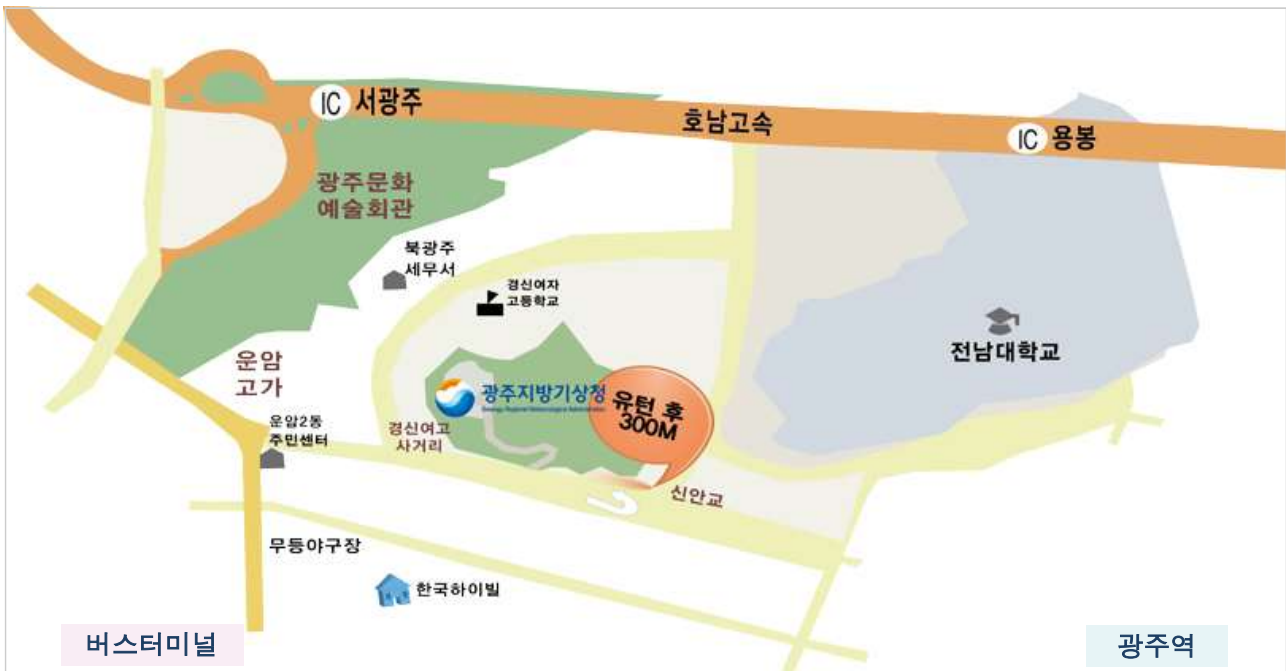 IC 서광주
호남고속
IC 용봉
광주문화
예술회관
북광주
세무서
경신여자
고등학교
전남대학교
운암
고가
광주지방기상청
유턴 후
300M
운암2동
주민센터
경신여고
사거리
신안교
무등야구장
한국하이빌
버스터미널
광주역